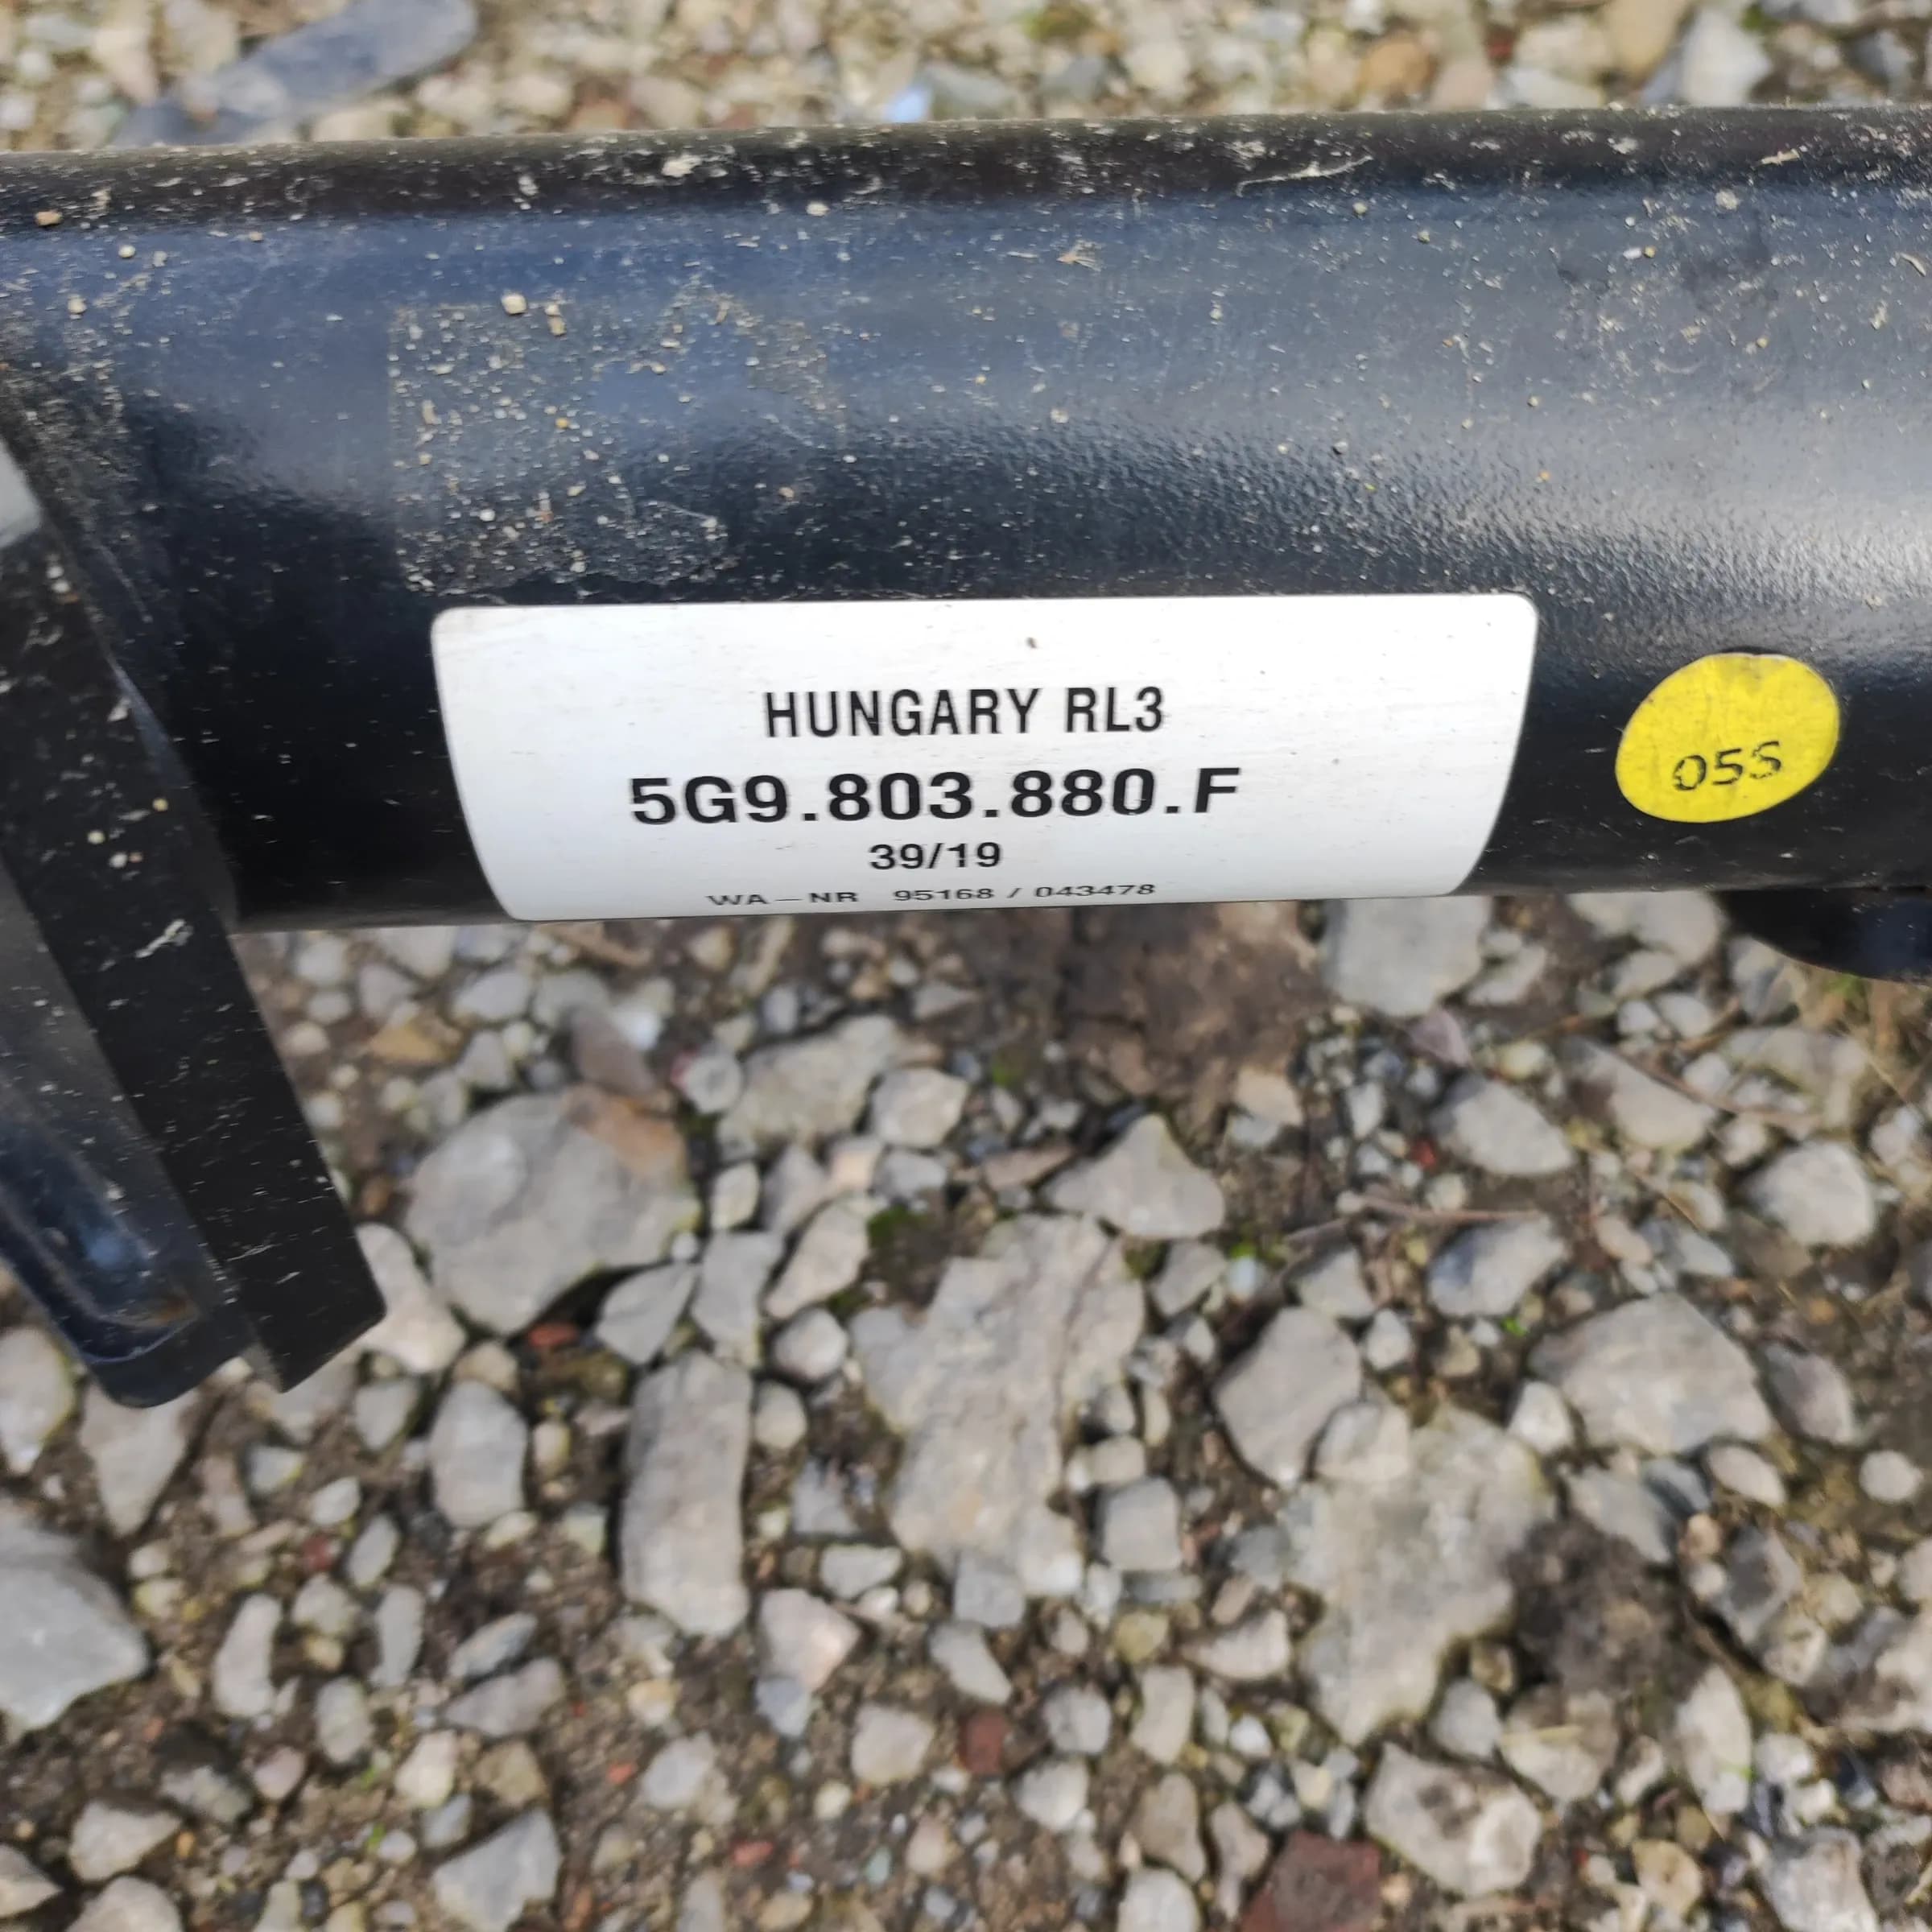 HUNGARY RL3
5G9.803.880.F
39/19
WA-NR 95168 / 043478
055